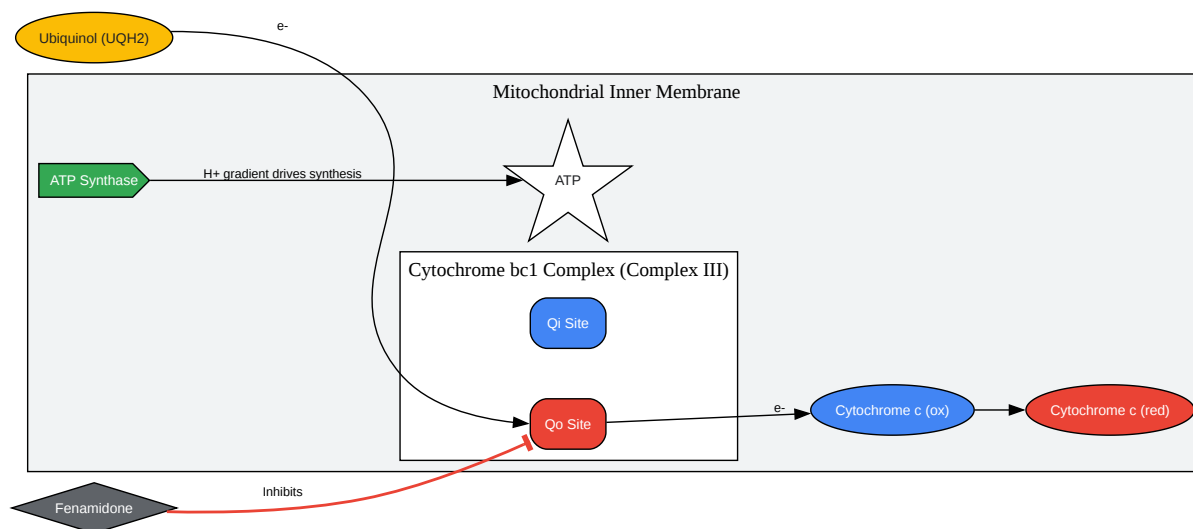 Ubiquinol (UQH2)
e-
Mitochondrial Inner Membrane
ATP Synthase
H+ gradient drives synthesis
ATP
Cytochrome bc1 Complex (Complex III)
Qi Site
Qo Site
e-
Cytochrome c (ox)
Cytochrome c (red)
Fenamidone
Inhibits